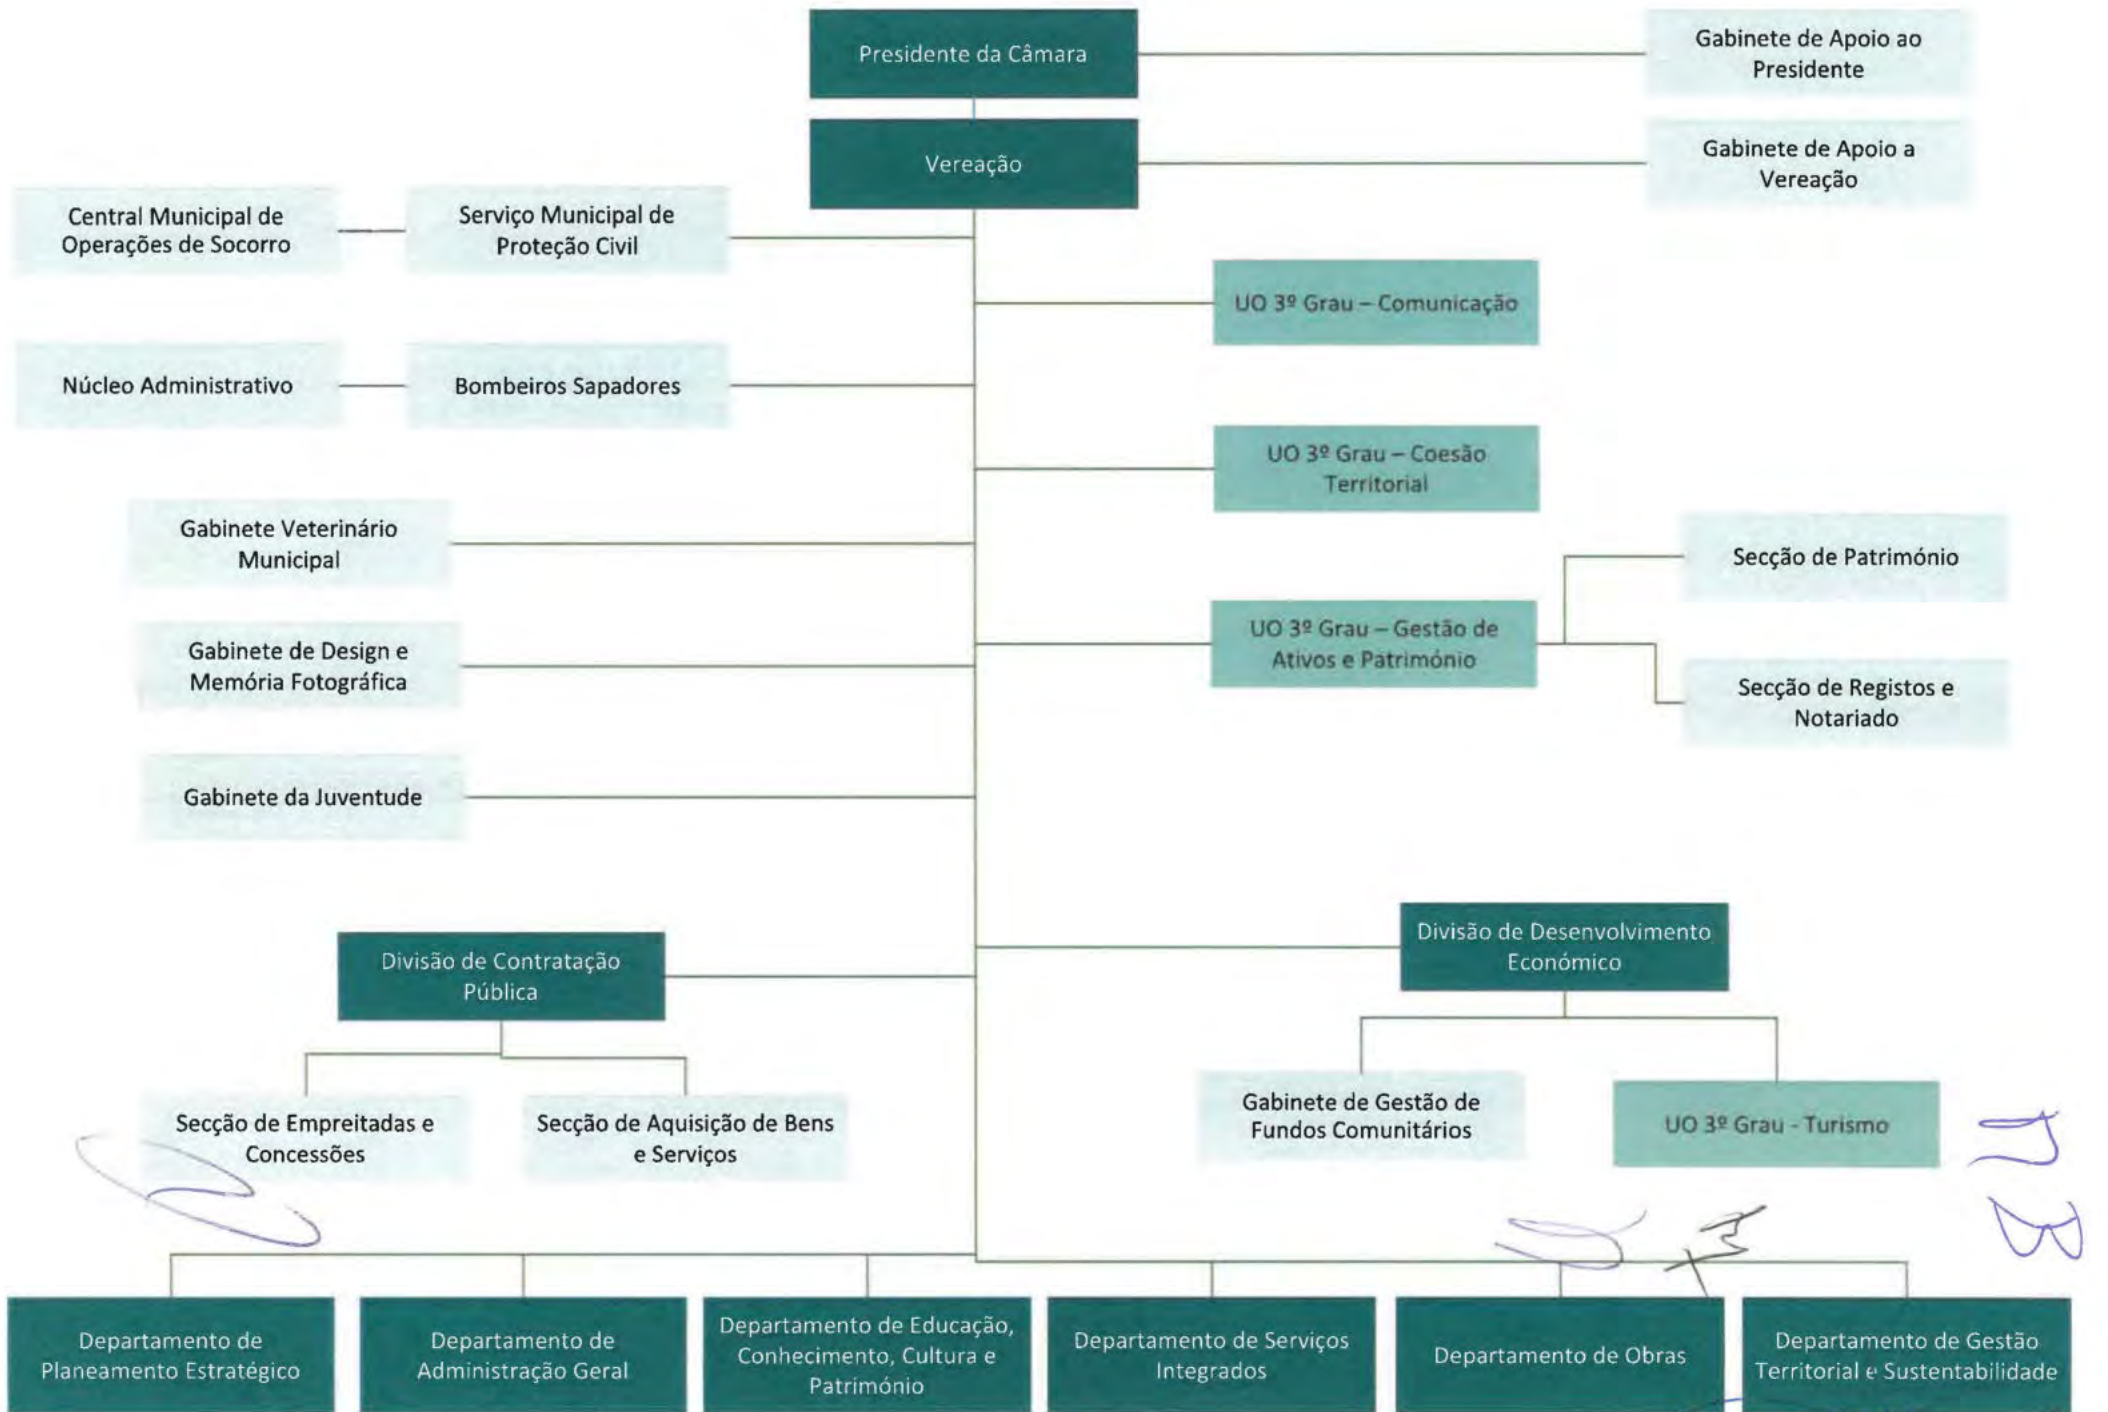 Presidente da Câmara
Gabinete de Apoio ao
Presidente
Vereação
Gabinete de Apoio a
Vereação
Central Municipal de
Operações de Socorro
Serviço Municipal de
Proteção Civil
UO 3º Grau – Comunicação
Núcleo Administrativo
Bombeiros Sapadores
UO 3º Grau – Coesão
Territorial
Gabinete Veterinário
Municipal
Secção de Património
UO 3º Grau – Gestão de
Ativos e Património
Gabinete de Design e
Memória Fotográfica
Secção de Registos e
Notariado
Gabinete da Juventude
Divisão de Contratação
Pública
Divisão de Desenvolvimento
Económico
Secção de Empreitadas e
Concessões
Secção de Aquisição de Bens
e Serviços
Gabinete de Gestão de
Fundos Comunitários
UO 3º Grau - Turismo
Departamento de
Planeamento Estratégico
Departamento de
Administração Geral
Departamento de Educação,
Conhecimento, Cultura e
Património
Departamento de Serviços
Integrados
Departamento de Obras
Departamento de Gestão
Territorial e Sustentabilidade